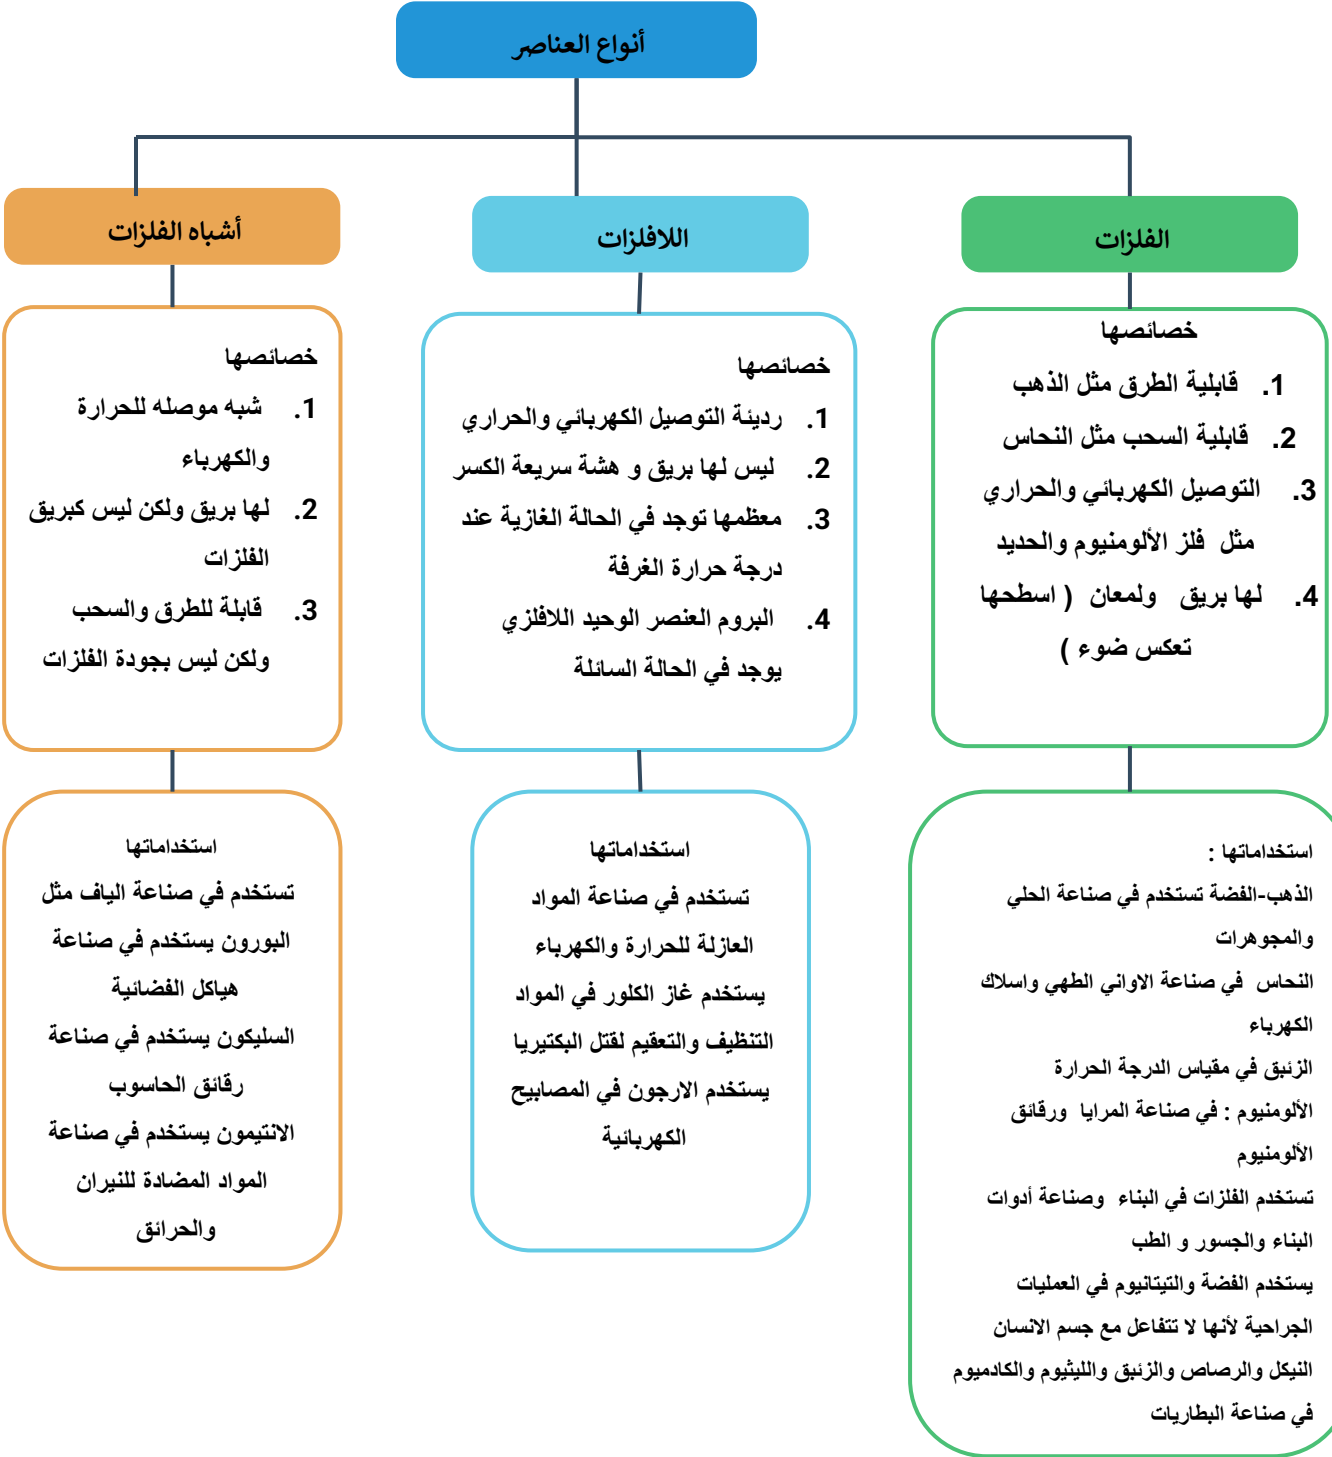 أنواع العناصر
الفلزات
خصائصها
1. قابلية الطرق مثل الذهب
2. قابلية السحب مثل النحاس
3. التوصيل الكهربائي والحراري
مثل فلز الألومنيوم والحديد
4. لها بريق ولمعان ( اسطحها
تعكس ضوء )
استخداماتها :
الذهب-الفضة تستخدم في صناعة الحلي
والمجوهرات
النحاس في صناعة الاواني الطهي واسلاك
الكهرباء
الزئبق في مقياس الدرجة الحرارة
الألومنيوم : في صناعة المرايا ورقائق
الألومنيوم
تستخدم الفلزات في البناء وصناعة أدوات
البناء والجسور و الطب
يستخدم الفضة والتيتانيوم في العمليات
الجراحية لأنها لا تتفاعل مع جسم الانسان
النيكل والرصاص والزئبق والليثيوم والكادميوم
في صناعة البطاريات
اللافلزات
خصائصها
1. رديئة التوصيل الكهربائي والحراري
2. ليس لها بريق و هشة سريعة الكسر
3. معظمها توجد في الحالة الغازية عند
درجة حرارة الغرفة
4. البروم العنصر الوحيد اللافلزي
يوجد في الحالة السائلة
استخداماتها
تستخدم في صناعة المواد
العازلة للحرارة والكهرباء
يستخدم غاز الكلور في المواد
التنظيف والتعقيم لقتل البكتيريا
يستخدم الارجون في المصابيح
الكهربائية
أشباه الفلزات
خصائصها
1. شبه موصله للحرارة
والكهرباء
2. لها بريق ولكن ليس كبريق
الفلزات
3. قابلة للطرق والسحب
ولكن ليس بجودة الفلزات
استخداماتها
تستخدم في صناعة الياف مثل
البورون يستخدم في صناعة
هياكل الفضائية
السليكون يستخدم في صناعة
رقائق الحاسوب
الانتيمون يستخدم في صناعة
المواد المضادة للنيران
والحرائق